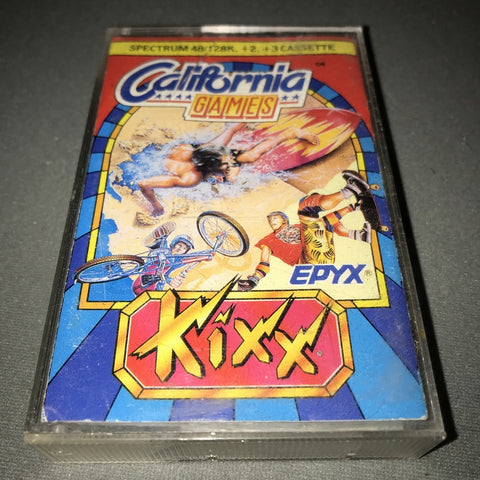 SPECTRUM 48/128K, +2, +3 CASSETTE
California
GAMES
EPYX®
Kixx